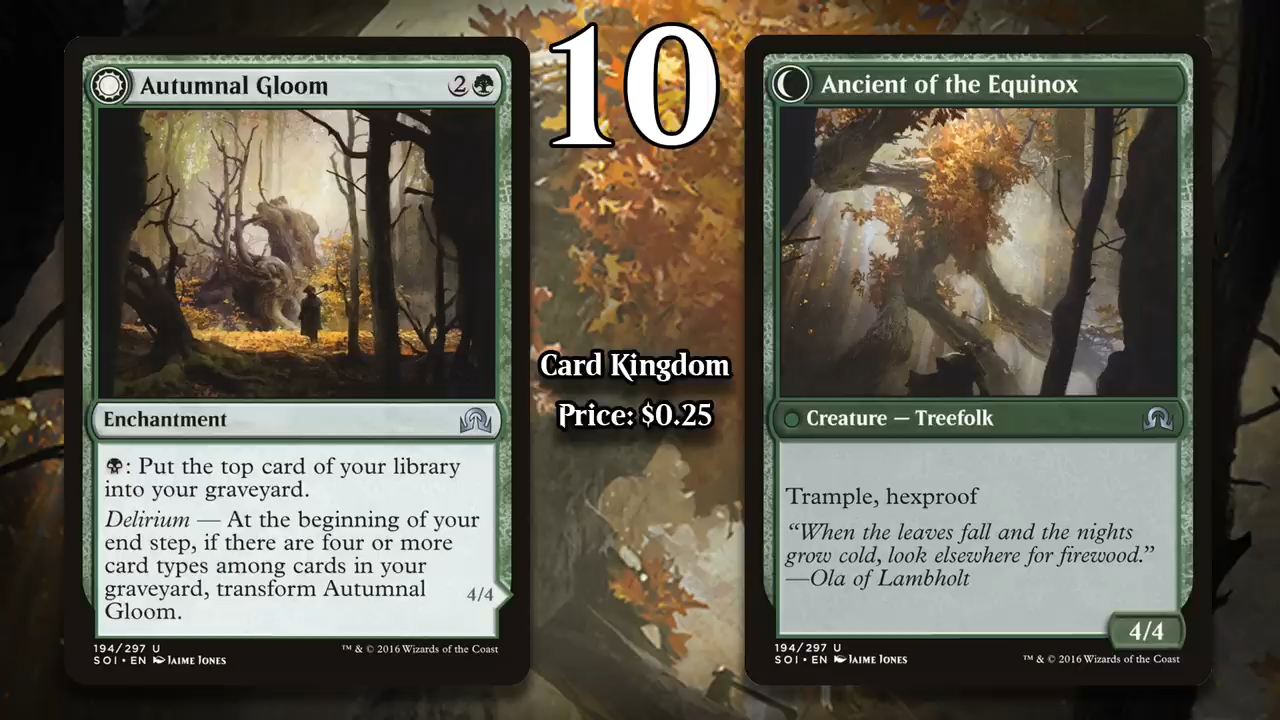 10
Autumnal Gloom 2
Enchantment
: Put the top card of your library
into your graveyard.
Delirium — At the beginning of your
end step, if there are four or more
card types among cards in your
graveyard, transform Autumnal
Gloom.
4/4
194/297 U
SOI • EN JAIME JONES
™ & © 2016 Wizards of the Coast
Card Kingdom
Price: $0.25
Ancient of the Equinox
Creature — Treefolk
Trample, hexproof
“When the leaves fall and the nights
grow cold, look elsewhere for firewood.”
—Ola of Lambholt
4/4
194/297 U
SOI • EN JAIME JONES
™ & © 2016 Wizards of the Coast